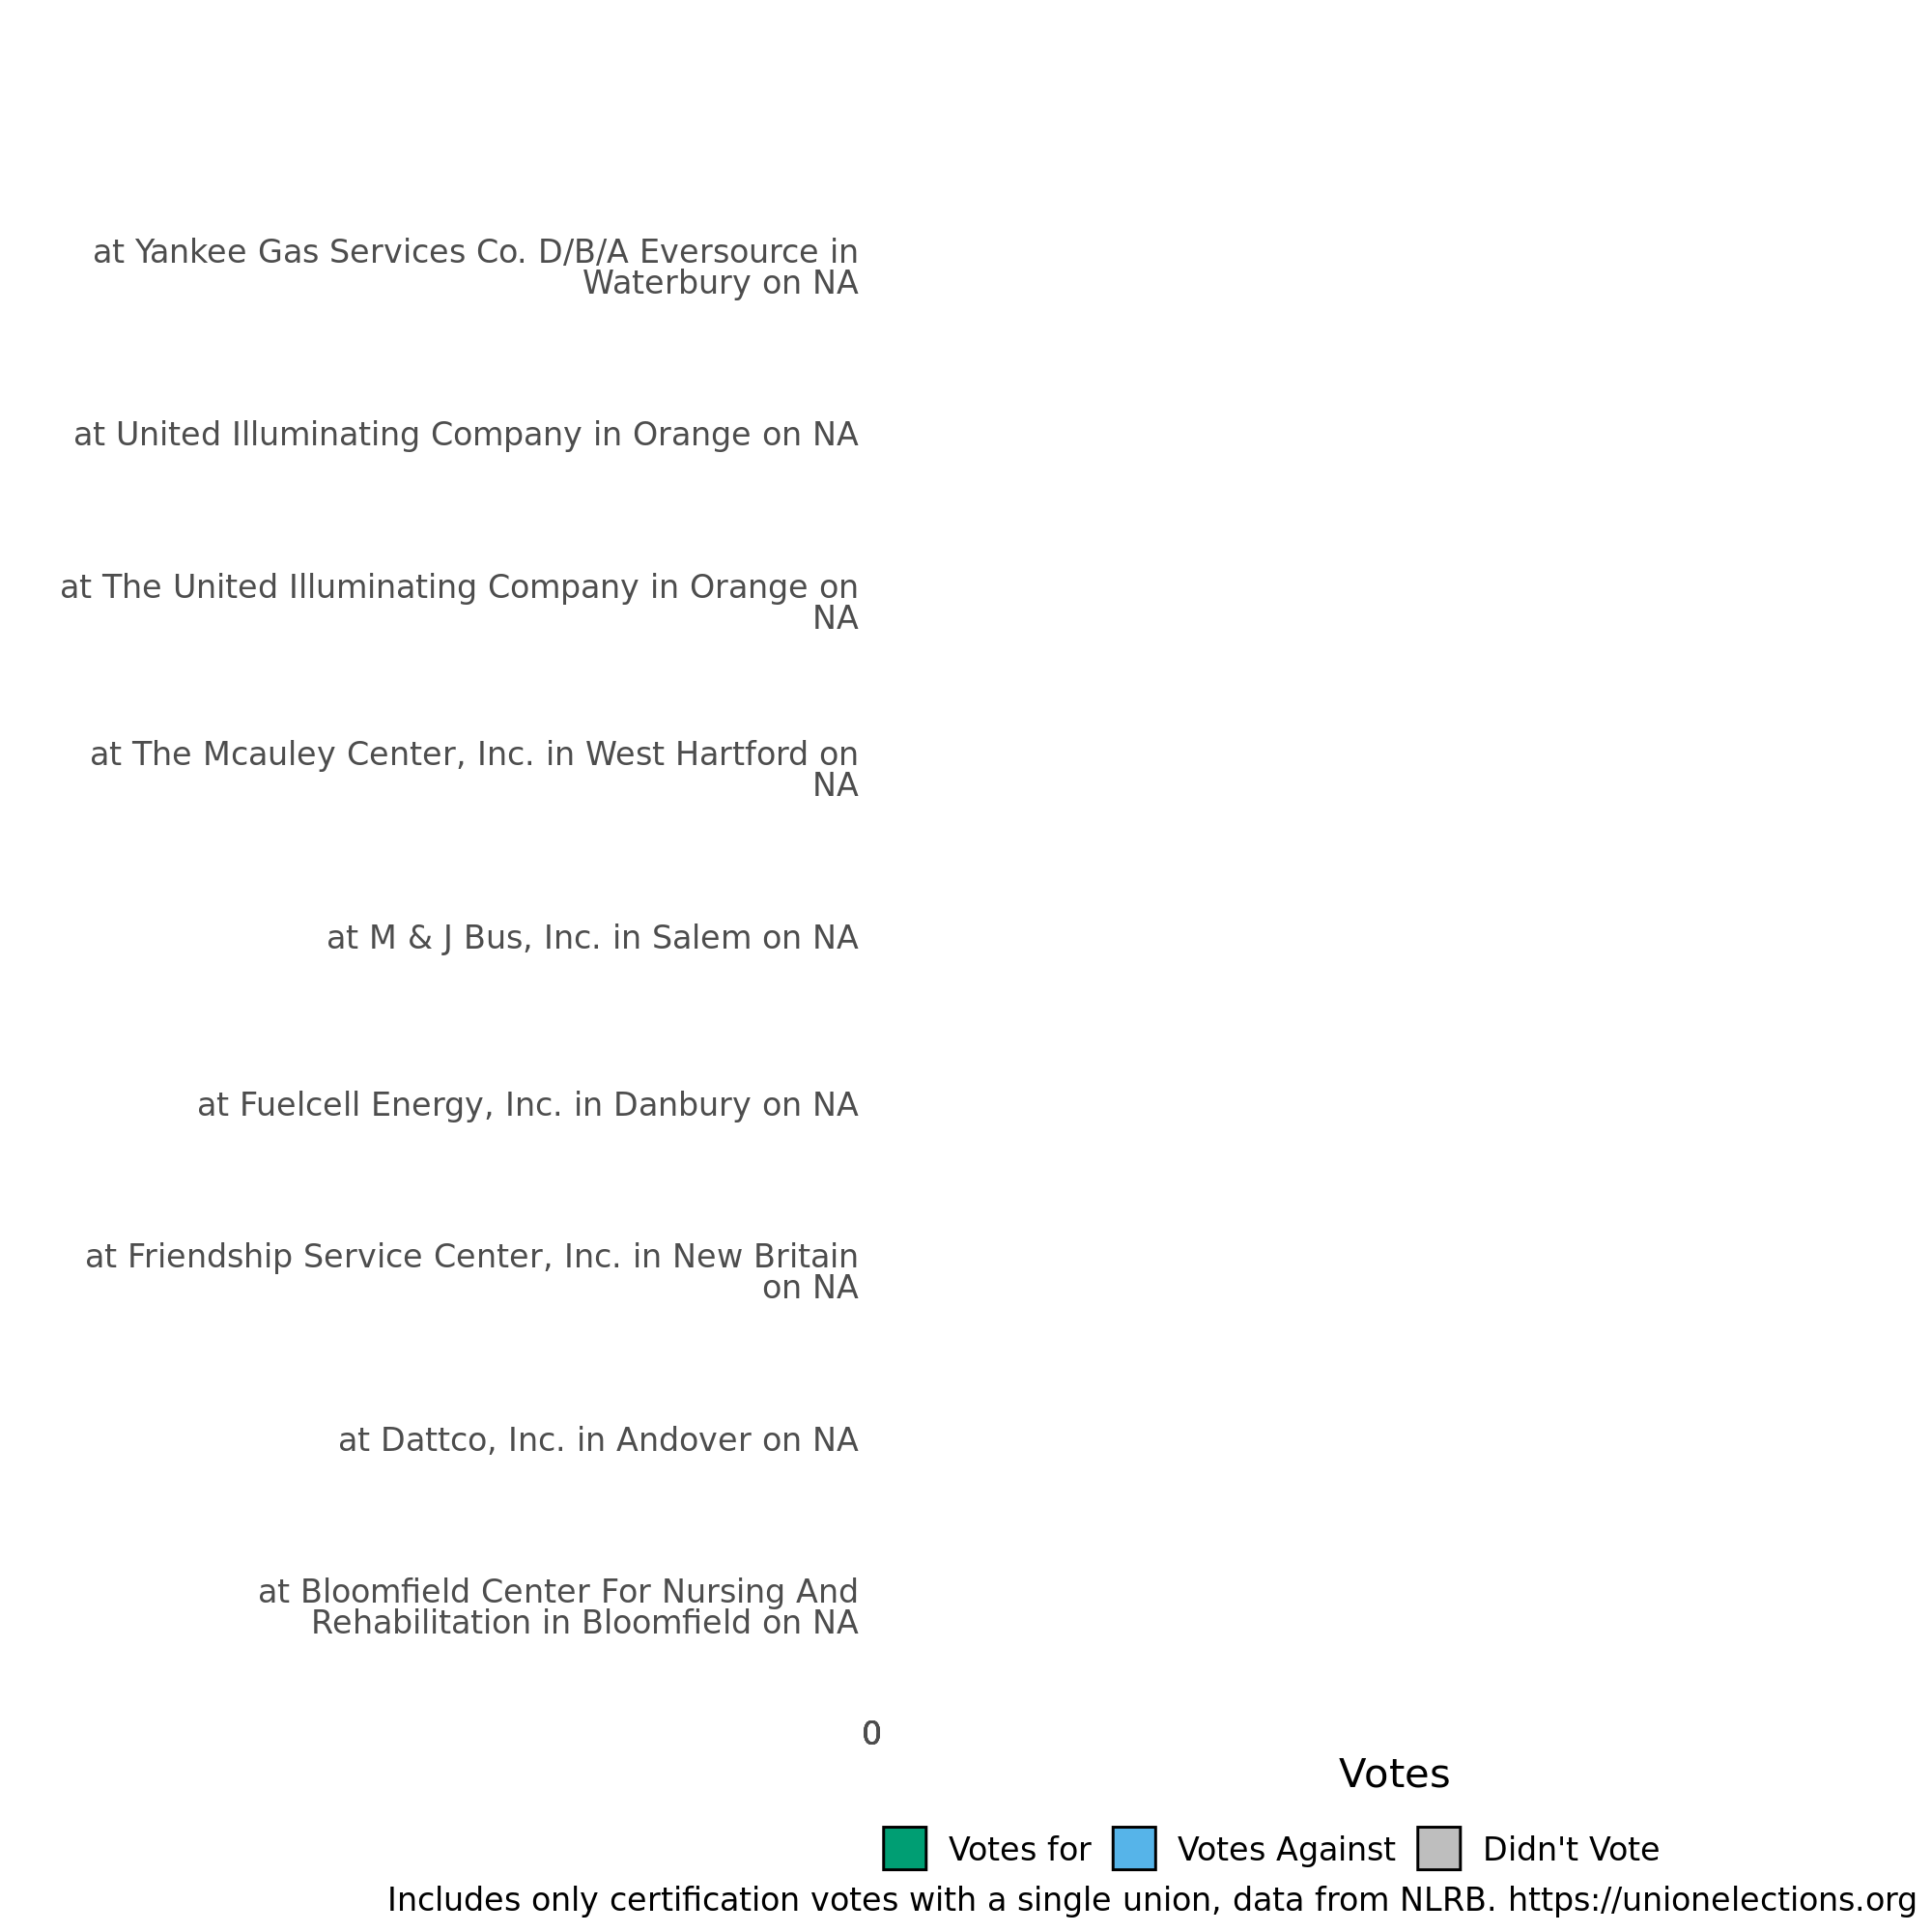 at Yankee Gas Services Co. D/B/A Eversource in
Waterbury on NA
at United Illuminating Company in Orange on NA
at The United Illuminating Company in Orange on
NA
at The Mcauley Center, Inc. in West Hartford on
NA
at M & J Bus, Inc. in Salem on NA
at Fuelcell Energy, Inc. in Danbury on NA
at Friendship Service Center, Inc. in New Britain
on NA
at Dattco, Inc. in Andover on NA
at Bloomfield Center For Nursing And
Rehabilitation in Bloomfield on NA
0
Votes
Votes for Votes Against Didn't Vote
Includes only certification votes with a single union, data from NLRB. https://unionelections.org